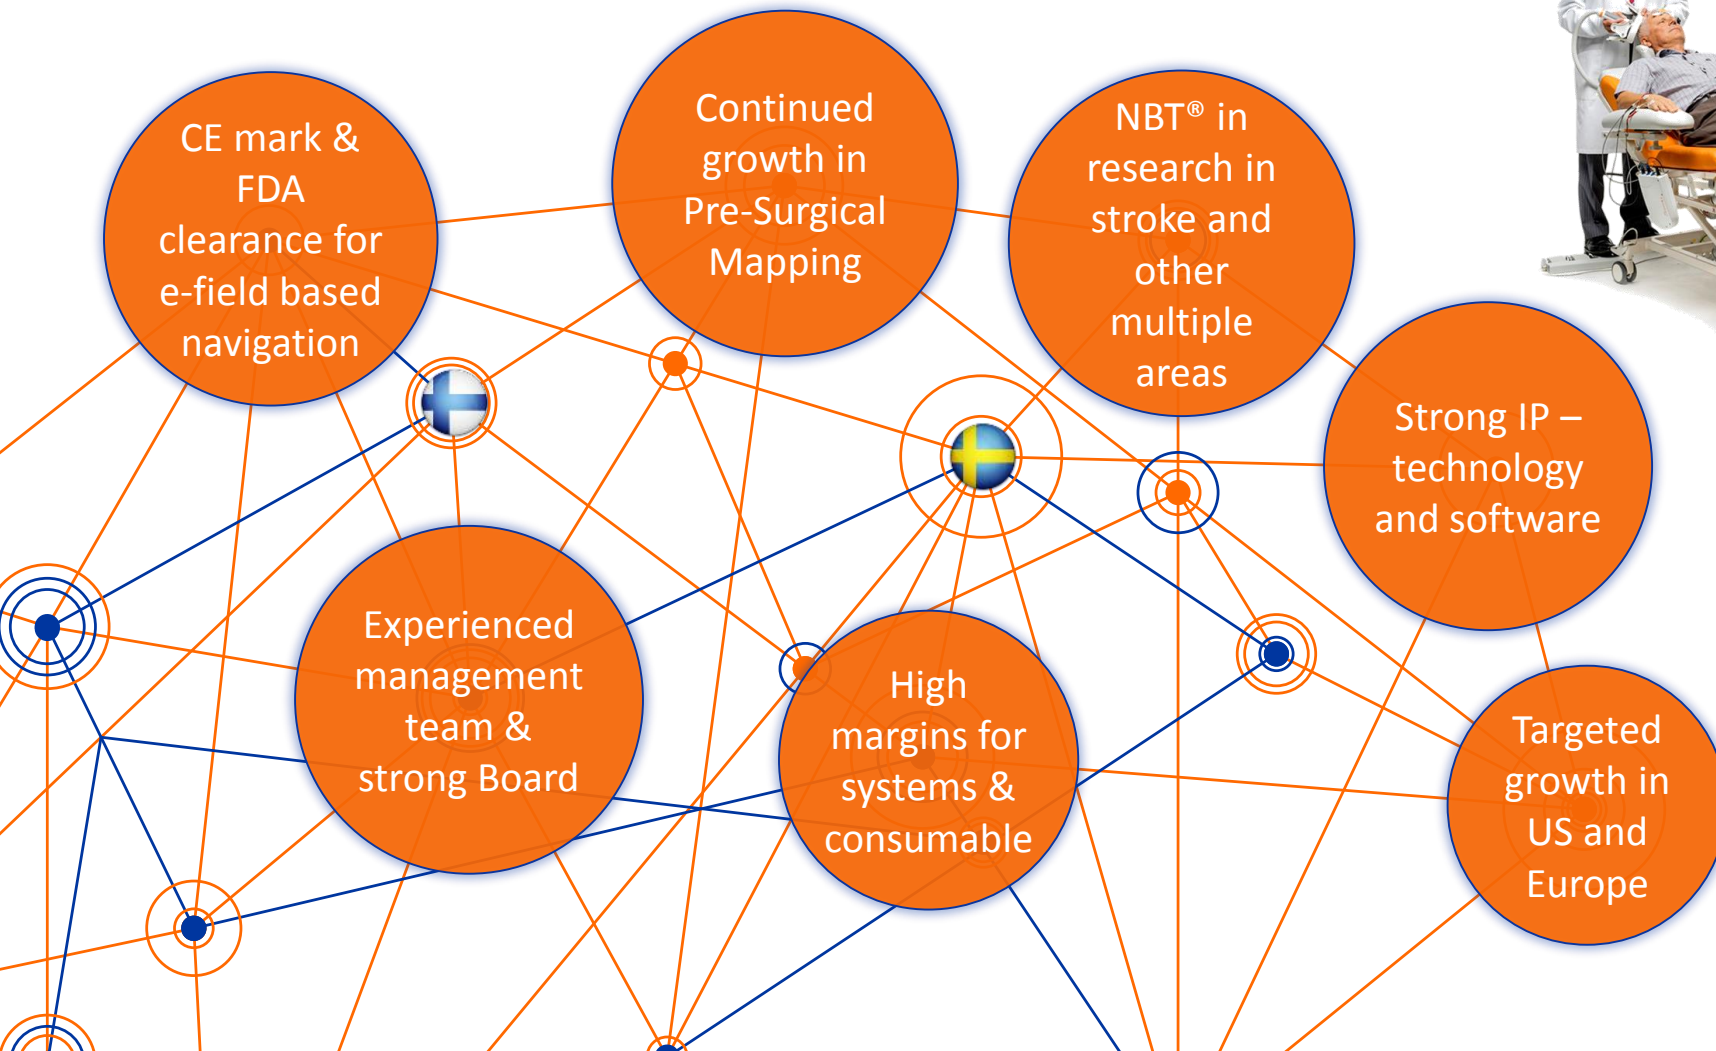 CE mark &
FDA
clearance for
e-field based
navigation
Continued
growth in
Pre-Surgical
Mapping
NBT® in
research in
stroke and
other
multiple
areas
Strong IP –
technology
and software
Experienced
management
team &
strong Board
High
margins for
systems &
consumable
Targeted
growth in
US and
Europe